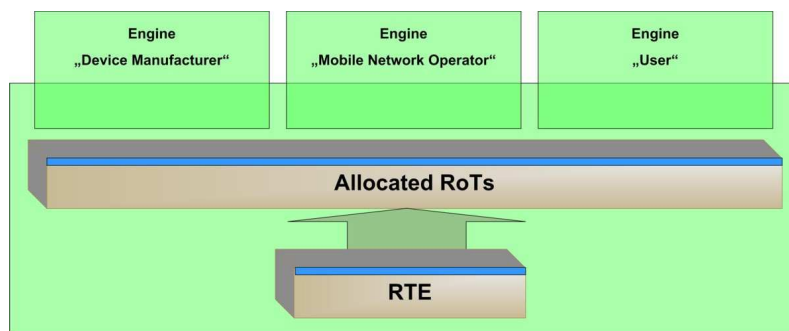 Engine
„Device Manufacturer“
Engine
„Mobile Network Operator“
Engine
„User“
Allocated RoTs
RTE